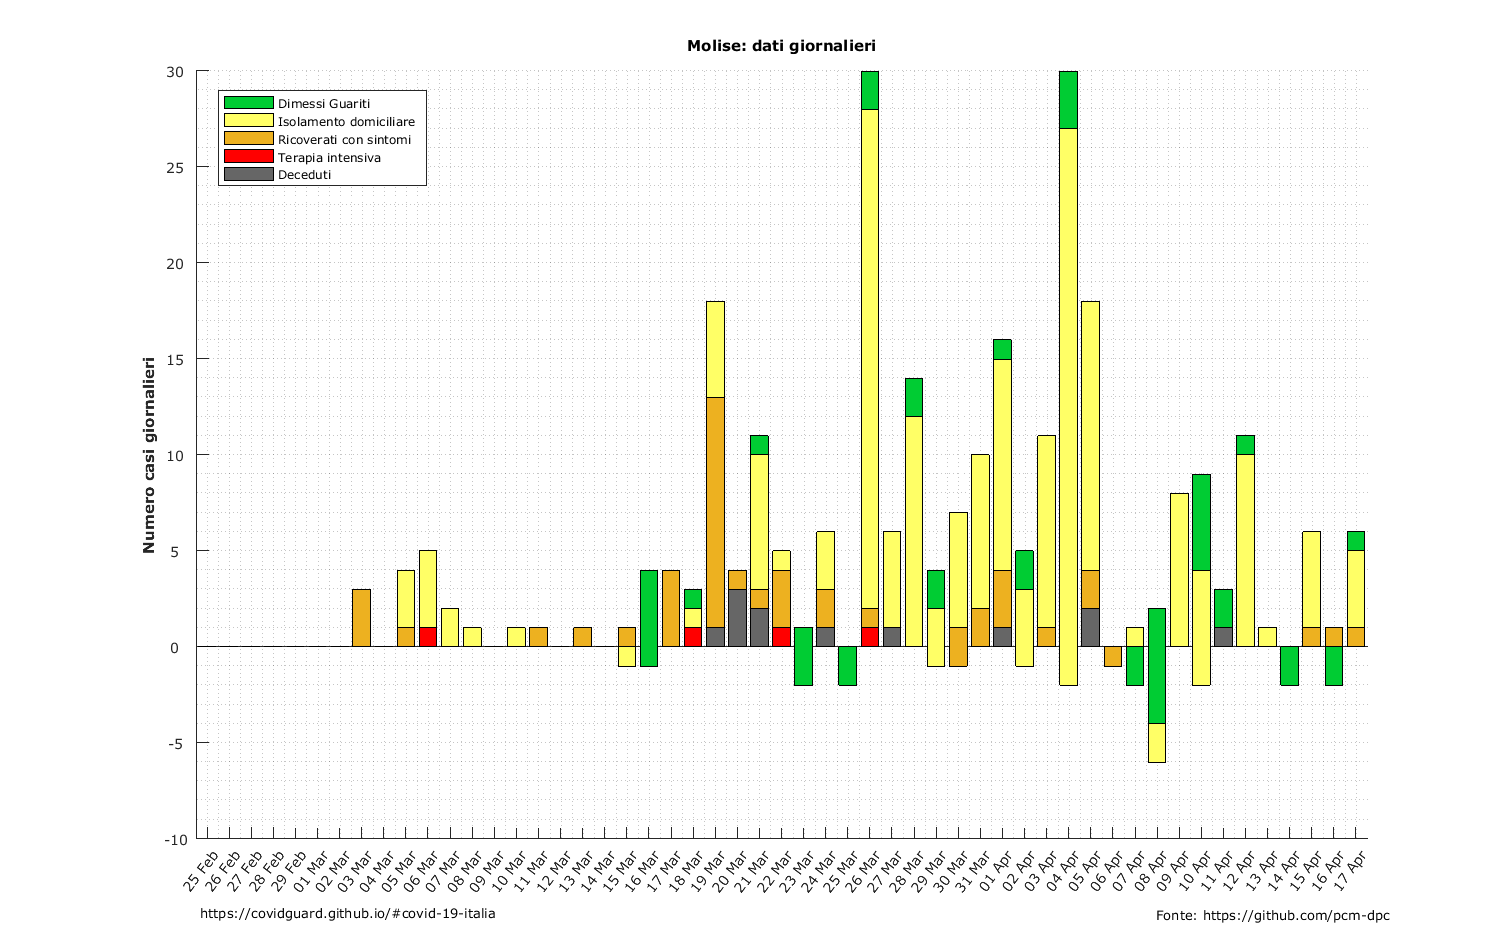 Molise: dati giornalieri
30
25
20
15
10
5
0
-5
-10
Numero casi giornalieri
Dimessi Guariti
Isolamento domiciliare
Ricoverati con sintomi
Terapia intensiva
Deceduti
25 Feb
26 Feb
27 Feb
28 Feb
29 Feb
01 Mar
02 Mar
03 Mar
04 Mar
05 Mar
06 Mar
07 Mar
08 Mar
09 Mar
10 Mar
11 Mar
12 Mar
13 Mar
14 Mar
15 Mar
16 Mar
17 Mar
18 Mar
19 Mar
20 Mar
21 Mar
22 Mar
23 Mar
24 Mar
25 Mar
26 Mar
27 Mar
28 Mar
29 Mar
30 Mar
31 Mar
01 Apr
02 Apr
03 Apr
04 Apr
05 Apr
06 Apr
07 Apr
08 Apr
09 Apr
10 Apr
11 Apr
12 Apr
13 Apr
14 Apr
15 Apr
16 Apr
17 Apr
https://covidguard.github.io/#covid-19-italia
Fonte: https://github.com/pcm-dpc